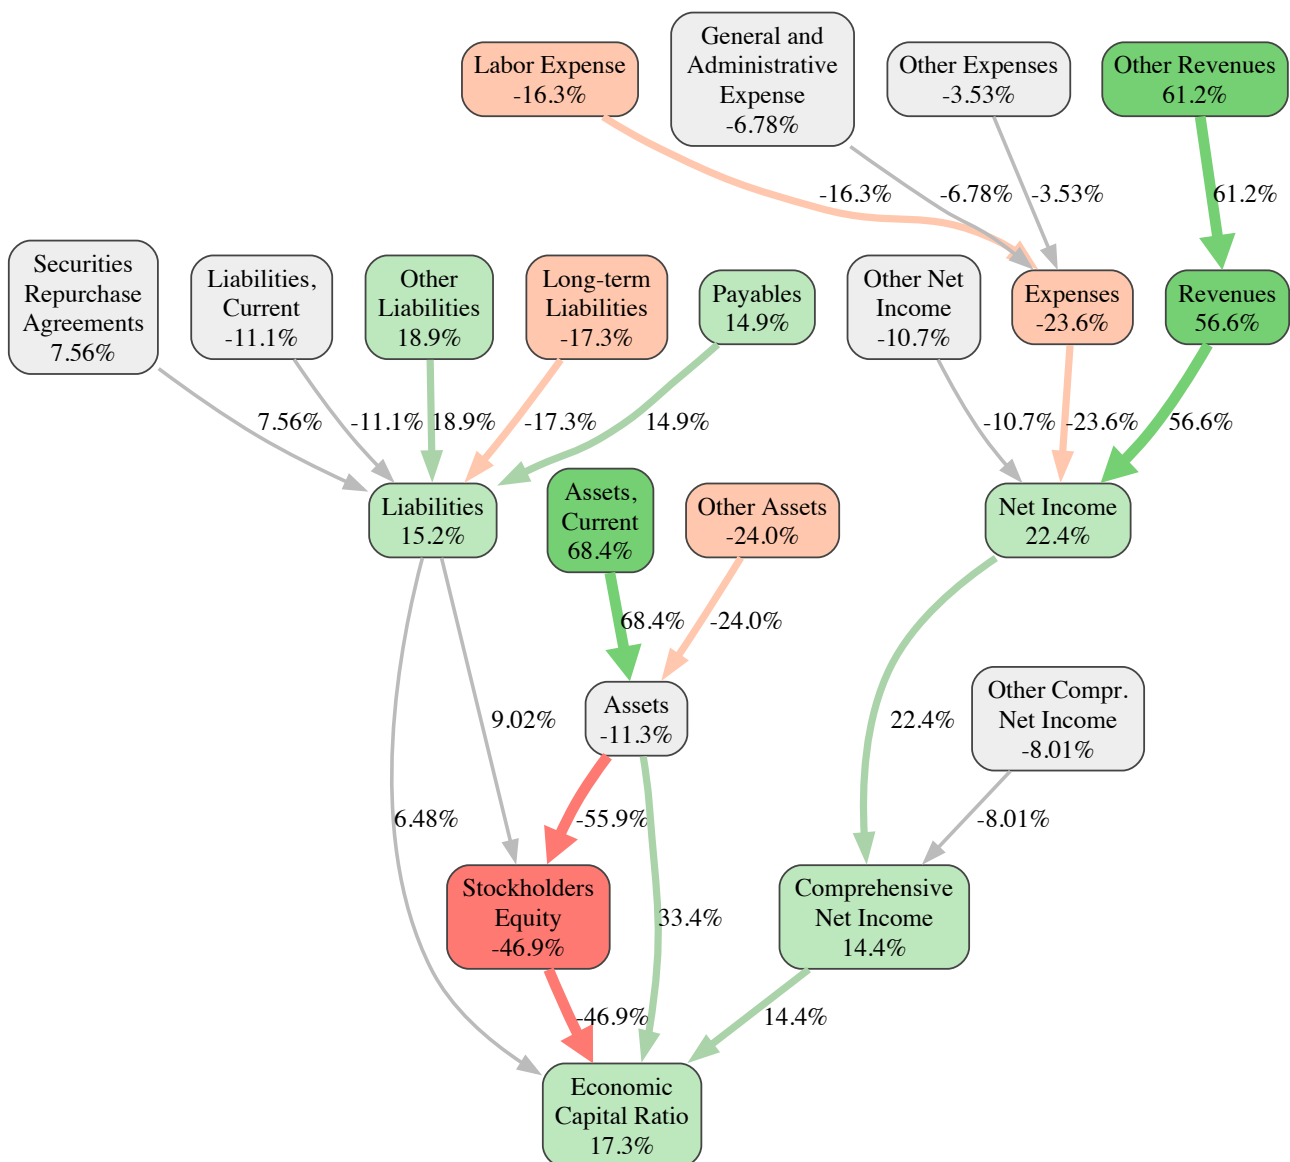 Labor Expense
-16.3%
General and
Administrative
Expense
-6.78%
Other Expenses
-3.53%
Other Revenues
61.2%
-16.3%
-6.78%
-3.53%
61.2%
Securities
Repurchase
Agreements
7.56%
Liabilities,
Current
-11.1%
Other
Liabilities
18.9%
Long-term
Liabilities
-17.3%
Payables
14.9%
Other Net
Income
-10.7%
Expenses
-23.6%
Revenues
56.6%
7.56%
-11.1%
18.9%
-17.3%
14.9%
-10.7%
-23.6%
56.6%
Liabilities
15.2%
Assets,
Current
68.4%
Other Assets
-24.0%
Net Income
22.4%
68.4%
-24.0%
Assets
-11.3%
Other Compr.
Net Income
-8.01%
9.02%
22.4%
6.48%
-55.9%
-8.01%
Stockholders
Equity
-46.9%
33.4%
Comprehensive
Net Income
14.4%
-46.9%
14.4%
Economic
Capital Ratio
17.3%